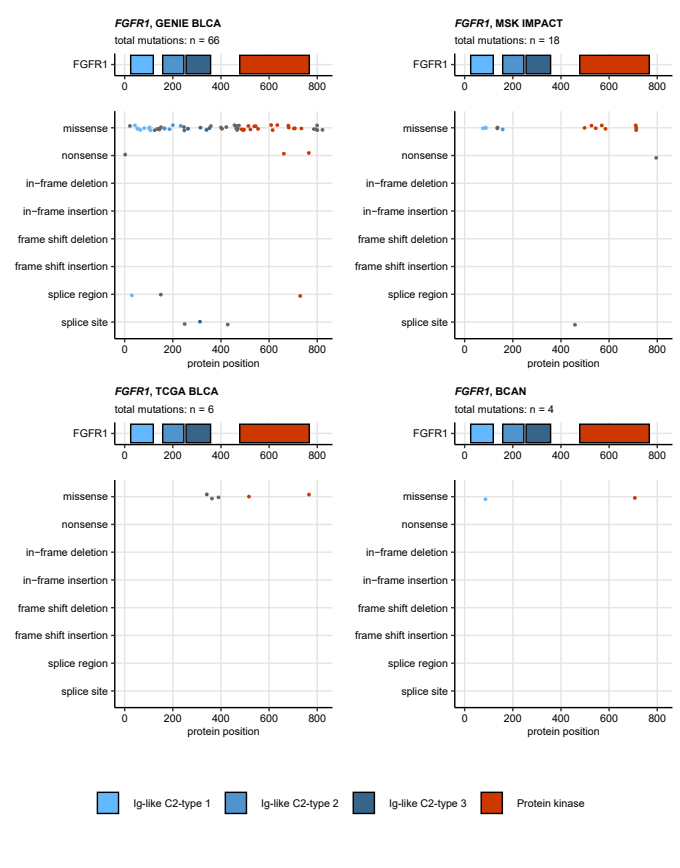 FGFR1, GENIE BLCA
total mutations: n = 66
FGFR1
0 200 400 600 800
missense
nonsense
in−frame deletion
in−frame insertion
frame shift deletion
frame shift insertion
splice region
splice site
0 200 400 600 800
protein position
FGFR1, MSK IMPACT
total mutations: n = 18
FGFR1
0 200 400 600 800
missense
nonsense
in−frame deletion
in−frame insertion
frame shift deletion
frame shift insertion
splice region
splice site
0 200 400 600 800
protein position
FGFR1, TCGA BLCA
total mutations: n = 6
FGFR1
missense
nonsense
in−frame deletion
in−frame insertion
frame shift deletion
frame shift insertion
splice region
splice site
0 200 400 600 800
protein position
FGFR1, BCAN
total mutations: n = 4
FGFR1
0 200 400 600 800
missense
nonsense
in−frame deletion
in−frame insertion
frame shift deletion
frame shift insertion
splice region
splice site
0 200 400 600 800
protein position
Ig-like C2-type 1 Ig-like C2-type 2 Ig-like C2-type 3 Protein kinase